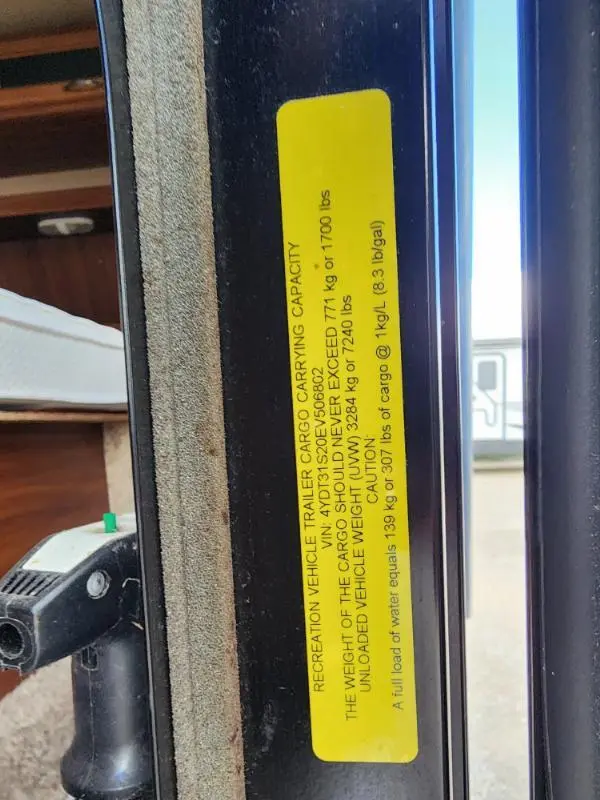 RECREATION VEHICLE TRAILER CARGO CARRYING CAPACITY
VIN: 4YDT31S20EV506802
THE WEIGHT OF THE CARGO SHOULD NEVER EXCEED 771 kg or 1700 lbs
UNLOADED VEHICLE WEIGHT (UVW) 3284 kg or 7240 lbs
CAUTION:
A full load of water equals 139 kg or 307 lbs of cargo @ 1kg/L (8.3 lb/gal)